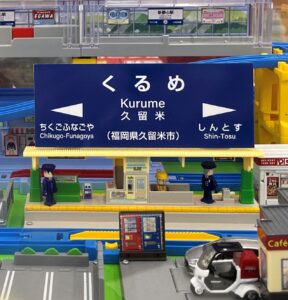 くるめ
Kurume
久留米
ちくごふなごや
Chikugo-Funagoya
(福岡県久留米市)
しんとす
Shin-Tosu
Café